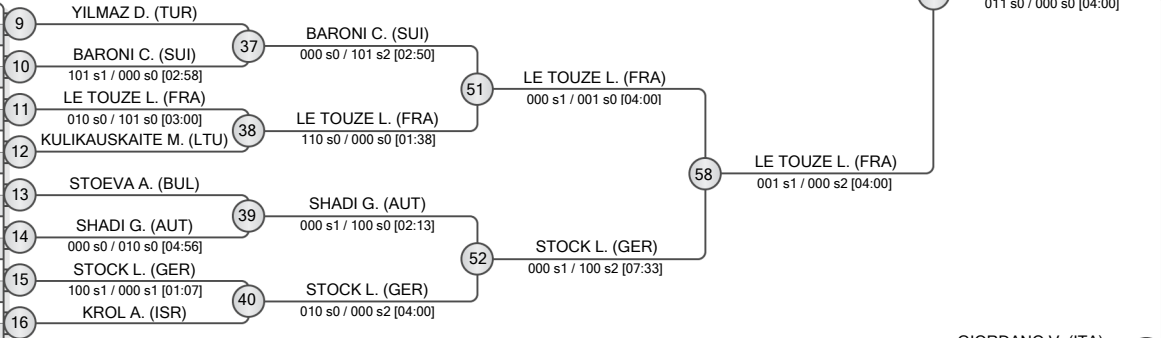 011 s0 / 000 s0 [04:00]
9
YILMAZ D. (TUR)
37
BARONI C. (SUI)
000 s0 / 101 s2 [02:50]
10
BARONI C. (SUI)
101 s1 / 000 s0 [02:58]
51
LE TOUZE L. (FRA)
000 s1 / 001 s0 [04:00]
11
LE TOUZE L. (FRA)
010 s0 / 101 s0 [03:00]
38
LE TOUZE L. (FRA)
110 s0 / 000 s0 [01:38]
12
KULIKAUSKAITE M. (LTU)
58
LE TOUZE L. (FRA)
001 s1 / 000 s2 [04:00]
13
STOEVA A. (BUL)
39
SHADI G. (AUT)
000 s1 / 100 s0 [02:13]
14
SHADI G. (AUT)
000 s0 / 010 s0 [04:56]
52
STOCK L. (GER)
000 s1 / 100 s2 [07:33]
15
STOCK L. (GER)
100 s1 / 000 s1 [01:07]
40
STOCK L. (GER)
010 s0 / 000 s2 [04:00]
16
KROL A. (ISR)
GIORDANO V. (ITA)